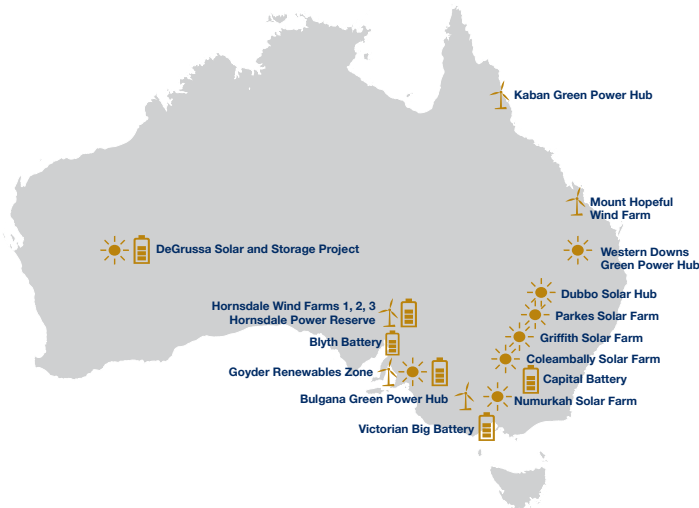 Kaban Green Power Hub
Mount Hopeful
Wind Farm
DeGrussa Solar and Storage Project
Western Downs
Green Power Hub
Dubbo Solar Hub
Hornsdale Wind Farms 1, 2, 3
Hornsdale Power Reserve
Parkes Solar Farm
Griffith Solar Farm
Blyth Battery
Coleambally Solar Farm
Goyder Renewables Zone
Capital Battery
Bulgana Green Power Hub
Numurkah Solar Farm
Victorian Big Battery